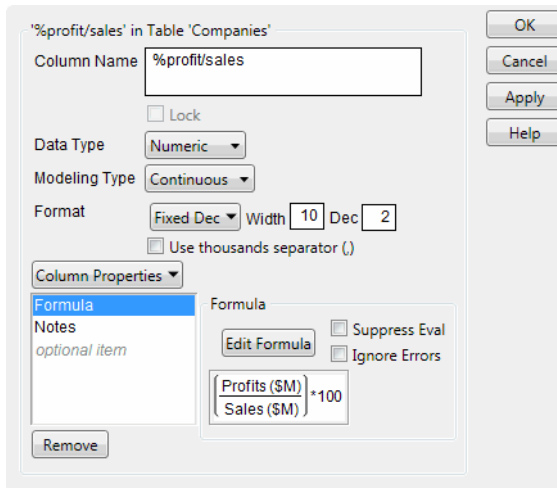 '%profit/sales' in Table 'Companies'
OK
Column Name %profit/sales
Cancel
Apply
Lock
Help
Data Type Numeric
Modeling Type Continuous
Format Fixed Dec Width 10 Dec 2
Use thousands separator (,)
Column Properties
Formula
Notes
optional item
Formula
Edit Formula
Suppress Eval
Ignore Errors
Profits ($M)
Sales ($M)
*100
Remove